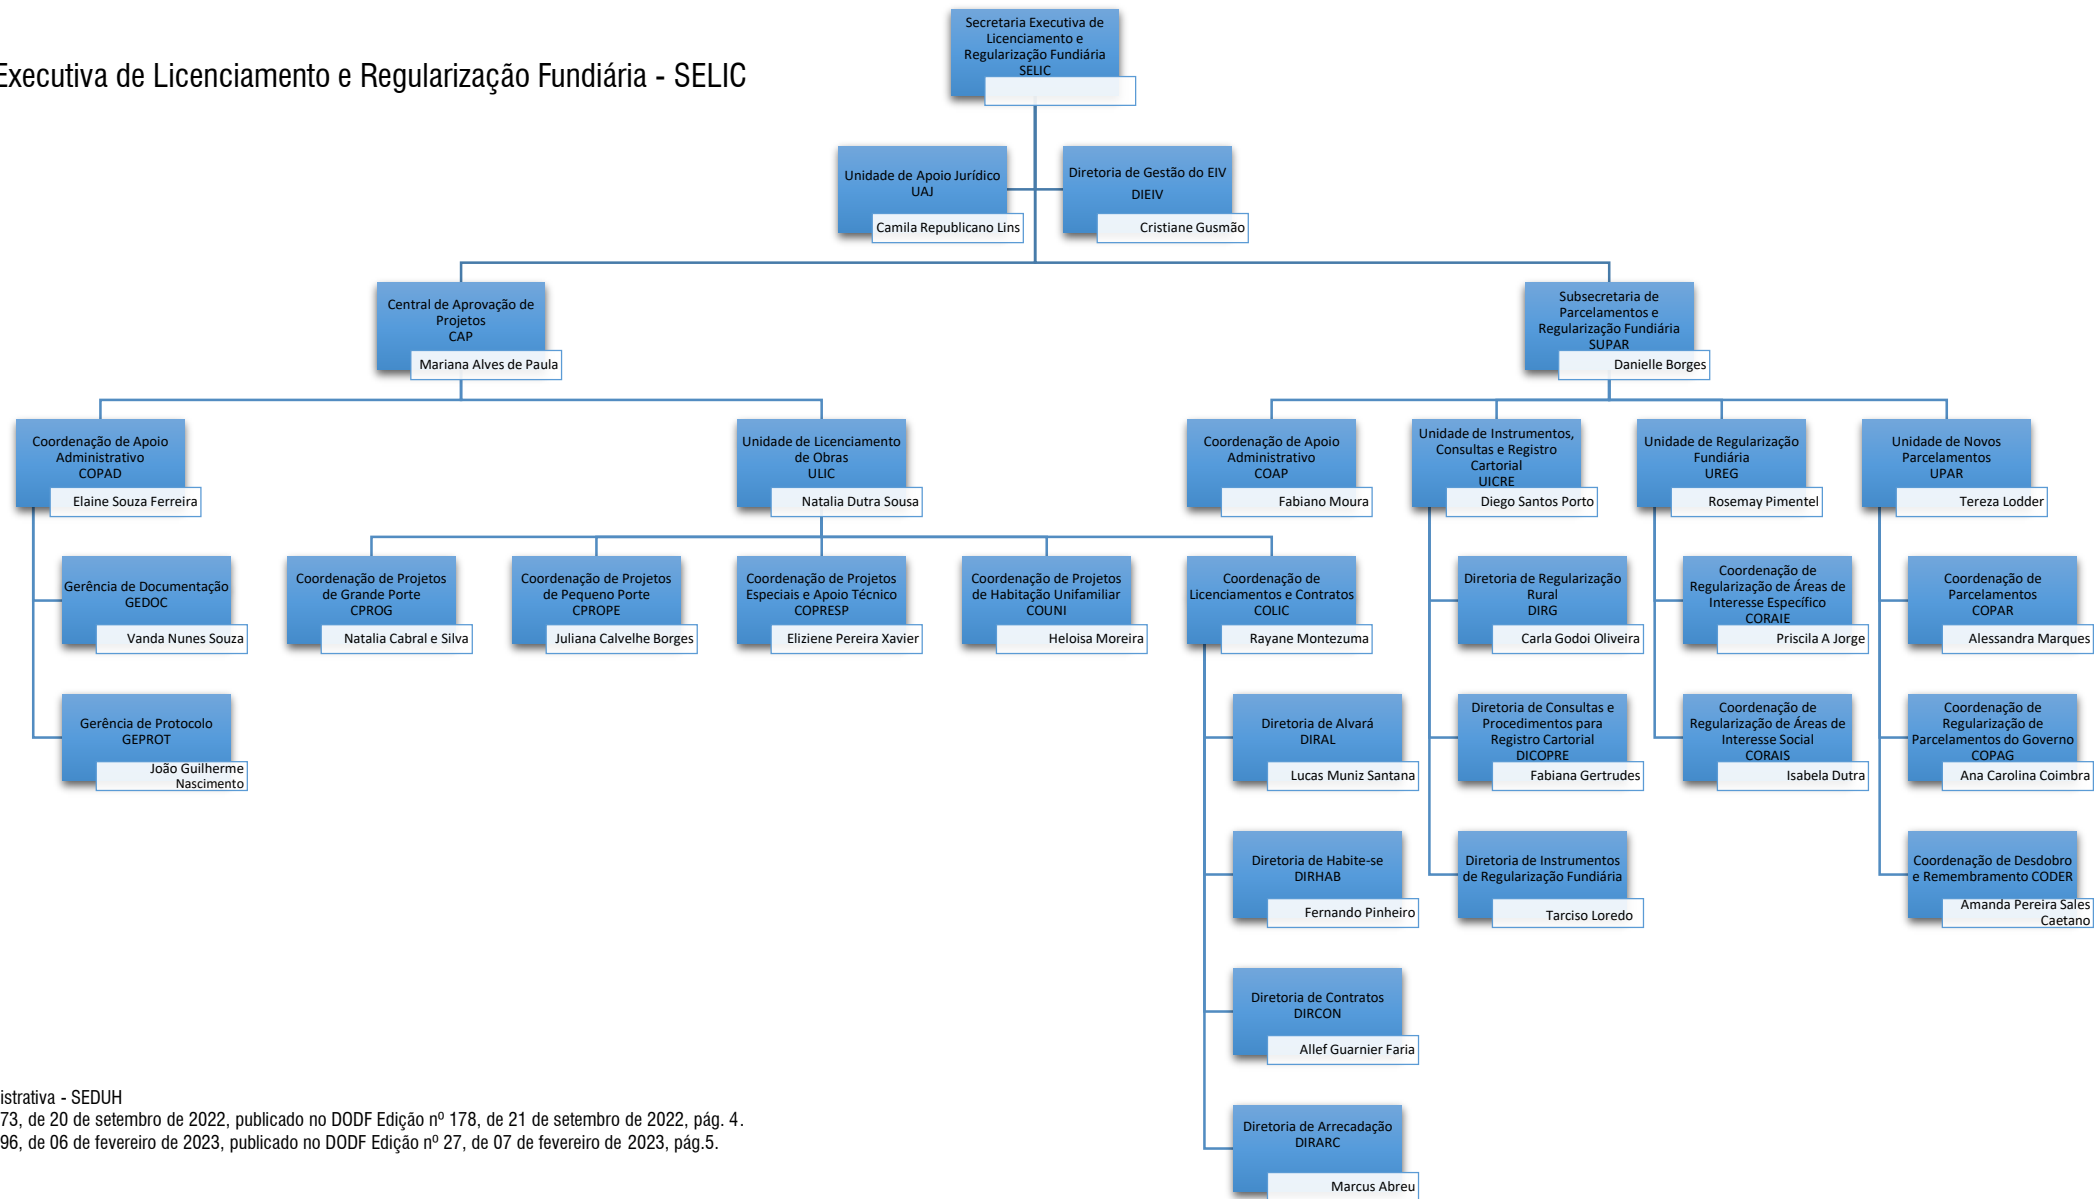 Executiva de Licenciamento e Regularização Fundiária - SELIC
Secretaria Executiva de
Licenciamento e
Regularização Fundiária
SELIC
Unidade de Apoio Jurídico
UAJ
Camila Republicano Lins
Diretoria de Gestão do EIV
DIEIV
Cristiane Gusmão
Central de Aprovação de
Projetos
CAP
Mariana Alves de Paula
Subsecretaria de
Parcelamentos e
Regularização Fundiária
SUPAR
Danielle Borges
Coordenação de Apoio
Administrativo
COPAD
Elaine Souza Ferreira
Unidade de Licenciamento
de Obras
ULIC
Natalia Dutra Sousa
Coordenação de Apoio
Administrativo
COAP
Fabiano Moura
Unidade de Instrumentos,
Consultas e Registro
Cartorial
UICRE
Diego Santos Porto
Unidade de Regularização
Fundiária
UREG
Rosemay Pimentel
Unidade de Novos
Parcelamentos
UPAR
Tereza Lodder
Gerência de Documentação
GEDOC
Vanda Nunes Souza
Coordenação de Projetos
de Grande Porte
CPROG
Natalia Cabral e Silva
Coordenação de Projetos
de Pequeno Porte
CPROPE
Juliana Calvelhe Borges
Coordenação de Projetos
Especiais e Apoio Técnico
COPRESP
Eliziene Pereira Xavier
Coordenação de Projetos
de Habitação Unifamiliar
COUNI
Heloisa Moreira
Coordenação de
Licenciamentos e Contratos
COLIC
Rayane Montezuma
Diretoria de Regularização
Rural
DIRG
Carla Godoi Oliveira
Coordenação de
Regularização de Áreas de
Interesse Específico
CORAIE
Priscila A Jorge
Coordenação de
Parcelamentos
COPAR
Alessandra Marques
Gerência de Protocolo
GEPROT
João Guilherme
Nascimento
Diretoria de Alvará
DIRAL
Lucas Muniz Santana
Diretoria de Consultas e
Procedimentos para
Registro Cartorial
DICOPRE
Fabiana Gertrudes
Coordenação de
Regularização de Áreas de
Interesse Social
CORAIS
Isabela Dutra
Coordenação de
Regularização de
Parcelamentos do Governo
COPAG
Ana Carolina Coimbra
Diretoria de Habite-se
DIRHAB
Fernando Pinheiro
Diretoria de Instrumentos
de Regularização Fundiária
Tarciso Loredo
Coordenação de Desdobro
e Remembramento CODER
Amanda Pereira Sales
Caetano
Diretoria de Contratos
DIRCON
Allef Guarnier Faria
Diretoria de Arrecadação
DIRARC
Marcus Abreu
istrativa - SEDUH
73, de 20 de setembro de 2022, publicado no DODF Edição nº 178, de 21 de setembro de 2022, pág. 4.
96, de 06 de fevereiro de 2023, publicado no DODF Edição nº 27, de 07 de fevereiro de 2023, pág.5.